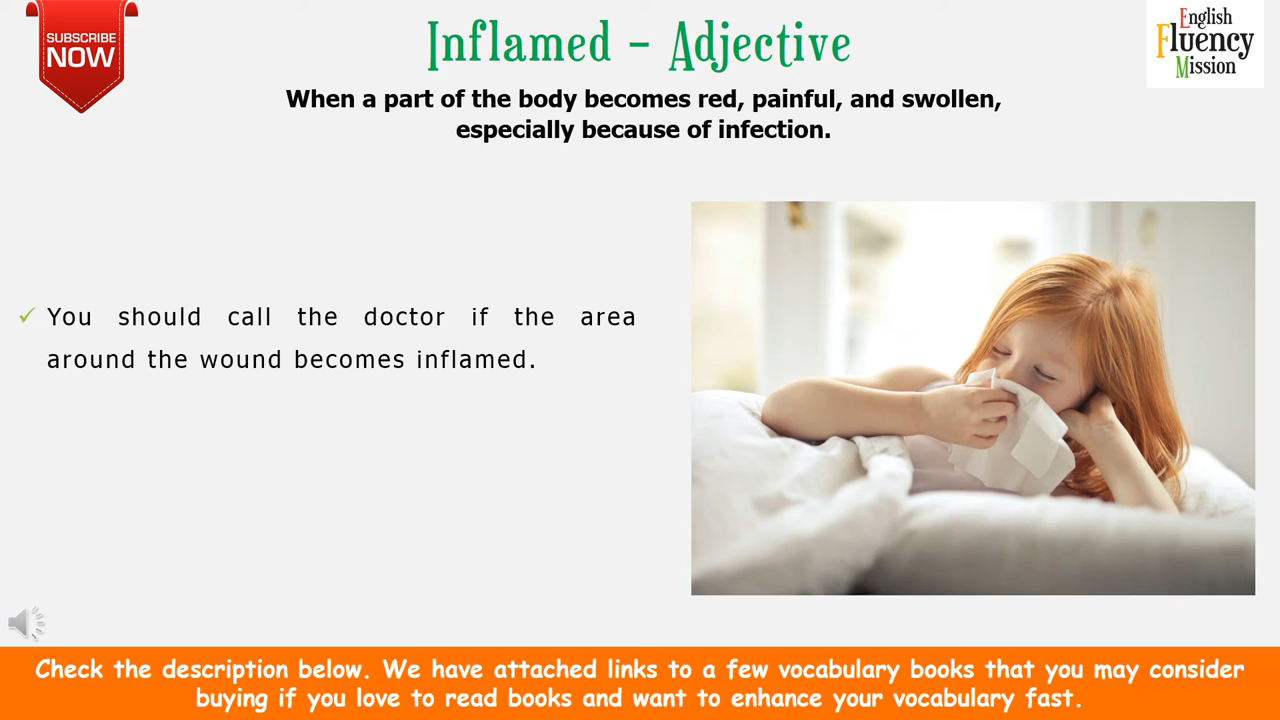 SUBSCRIBE
NOW
Inflamed – Adjective
English
Fluency
Mission
When a part of the body becomes red, painful, and swollen,
especially because of infection.
✓ You should call the doctor if the area
around the wound becomes inflamed.
Check the description below. We have attached links to a few vocabulary books that you may consider
buying if you love to read books and want to enhance your vocabulary fast.